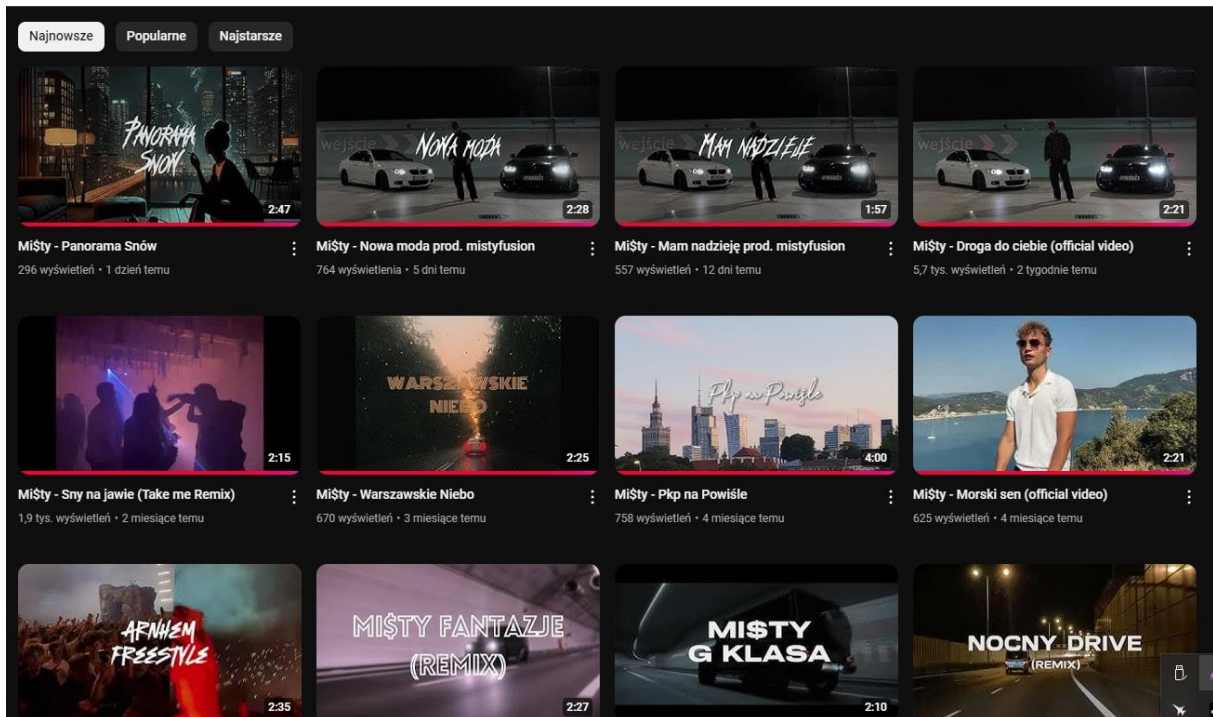 Najnowsze
Popularne
Najstarsze
PANORAMA
SNÓW
2:47
wejście
NOWA MODA
2:28
wejście
MAM NADZIEJĘ
1:57
wejście
2:21
Mi$ty - Panorama Snów
296 wyświetleń • 1 dzień temu
Mi$ty - Nowa moda prod. mistyfusion
764 wyświetlenia • 5 dni temu
Mi$ty - Mam nadzieję prod. mistyfusion
557 wyświetleń • 12 dni temu
Mi$ty - Droga do ciebie (official video)
5,7 tys. wyświetleń • 2 tygodnie temu
2:15
WARSZAWSKIE
NIEBO
2:25
Pkp na Powiśle
4:00
2:21
Mi$ty - Sny na jawie (Take me Remix)
1,9 tys. wyświetleń • 2 miesiące temu
Mi$ty - Warszawskie Niebo
670 wyświetleń • 3 miesiące temu
Mi$ty - Pkp na Powiśle
758 wyświetleń • 4 miesiące temu
Mi$ty - Morski sen (official video)
625 wyświetleń • 4 miesiące temu
ARNHEM
FREESTYLE
2:35
MI$TY FANTAZJE
(REMIX)
2:27
MI$TY
G KLASA
2:10
NOCNY DRIVE
(REMIX)